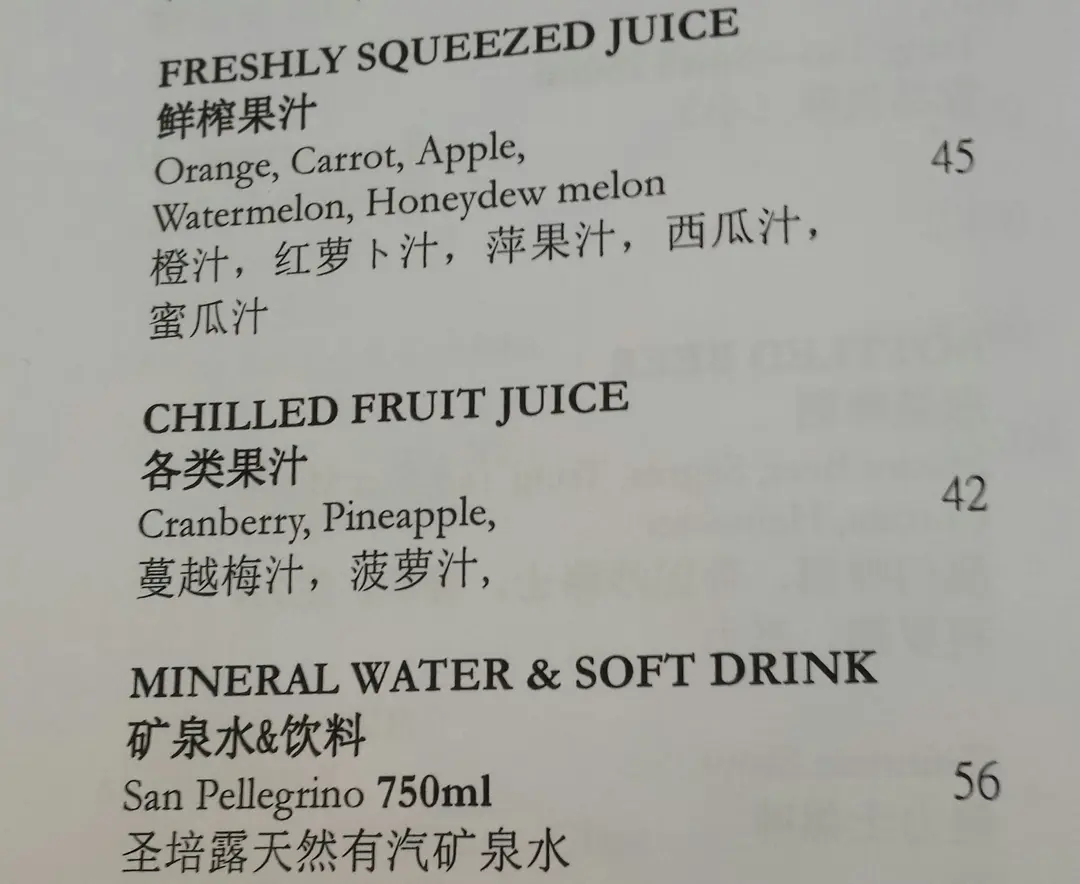 FRESHLY SQUEEZED JUICE
鲜榨果汁
Orange, Carrot, Apple,
Watermelon, Honeydew melon 45
橙汁，红萝卜汁，萍果汁，西瓜汁，
蜜瓜汁
CHILLED FRUIT JUICE
各类果汁
Cranberry, Pineapple, 42
蔓越梅汁，菠萝汁,
MINERAL WATER & SOFT DRINK
矿泉水&饮料
San Pellegrino 750ml 56
圣培露天然有汽矿泉水